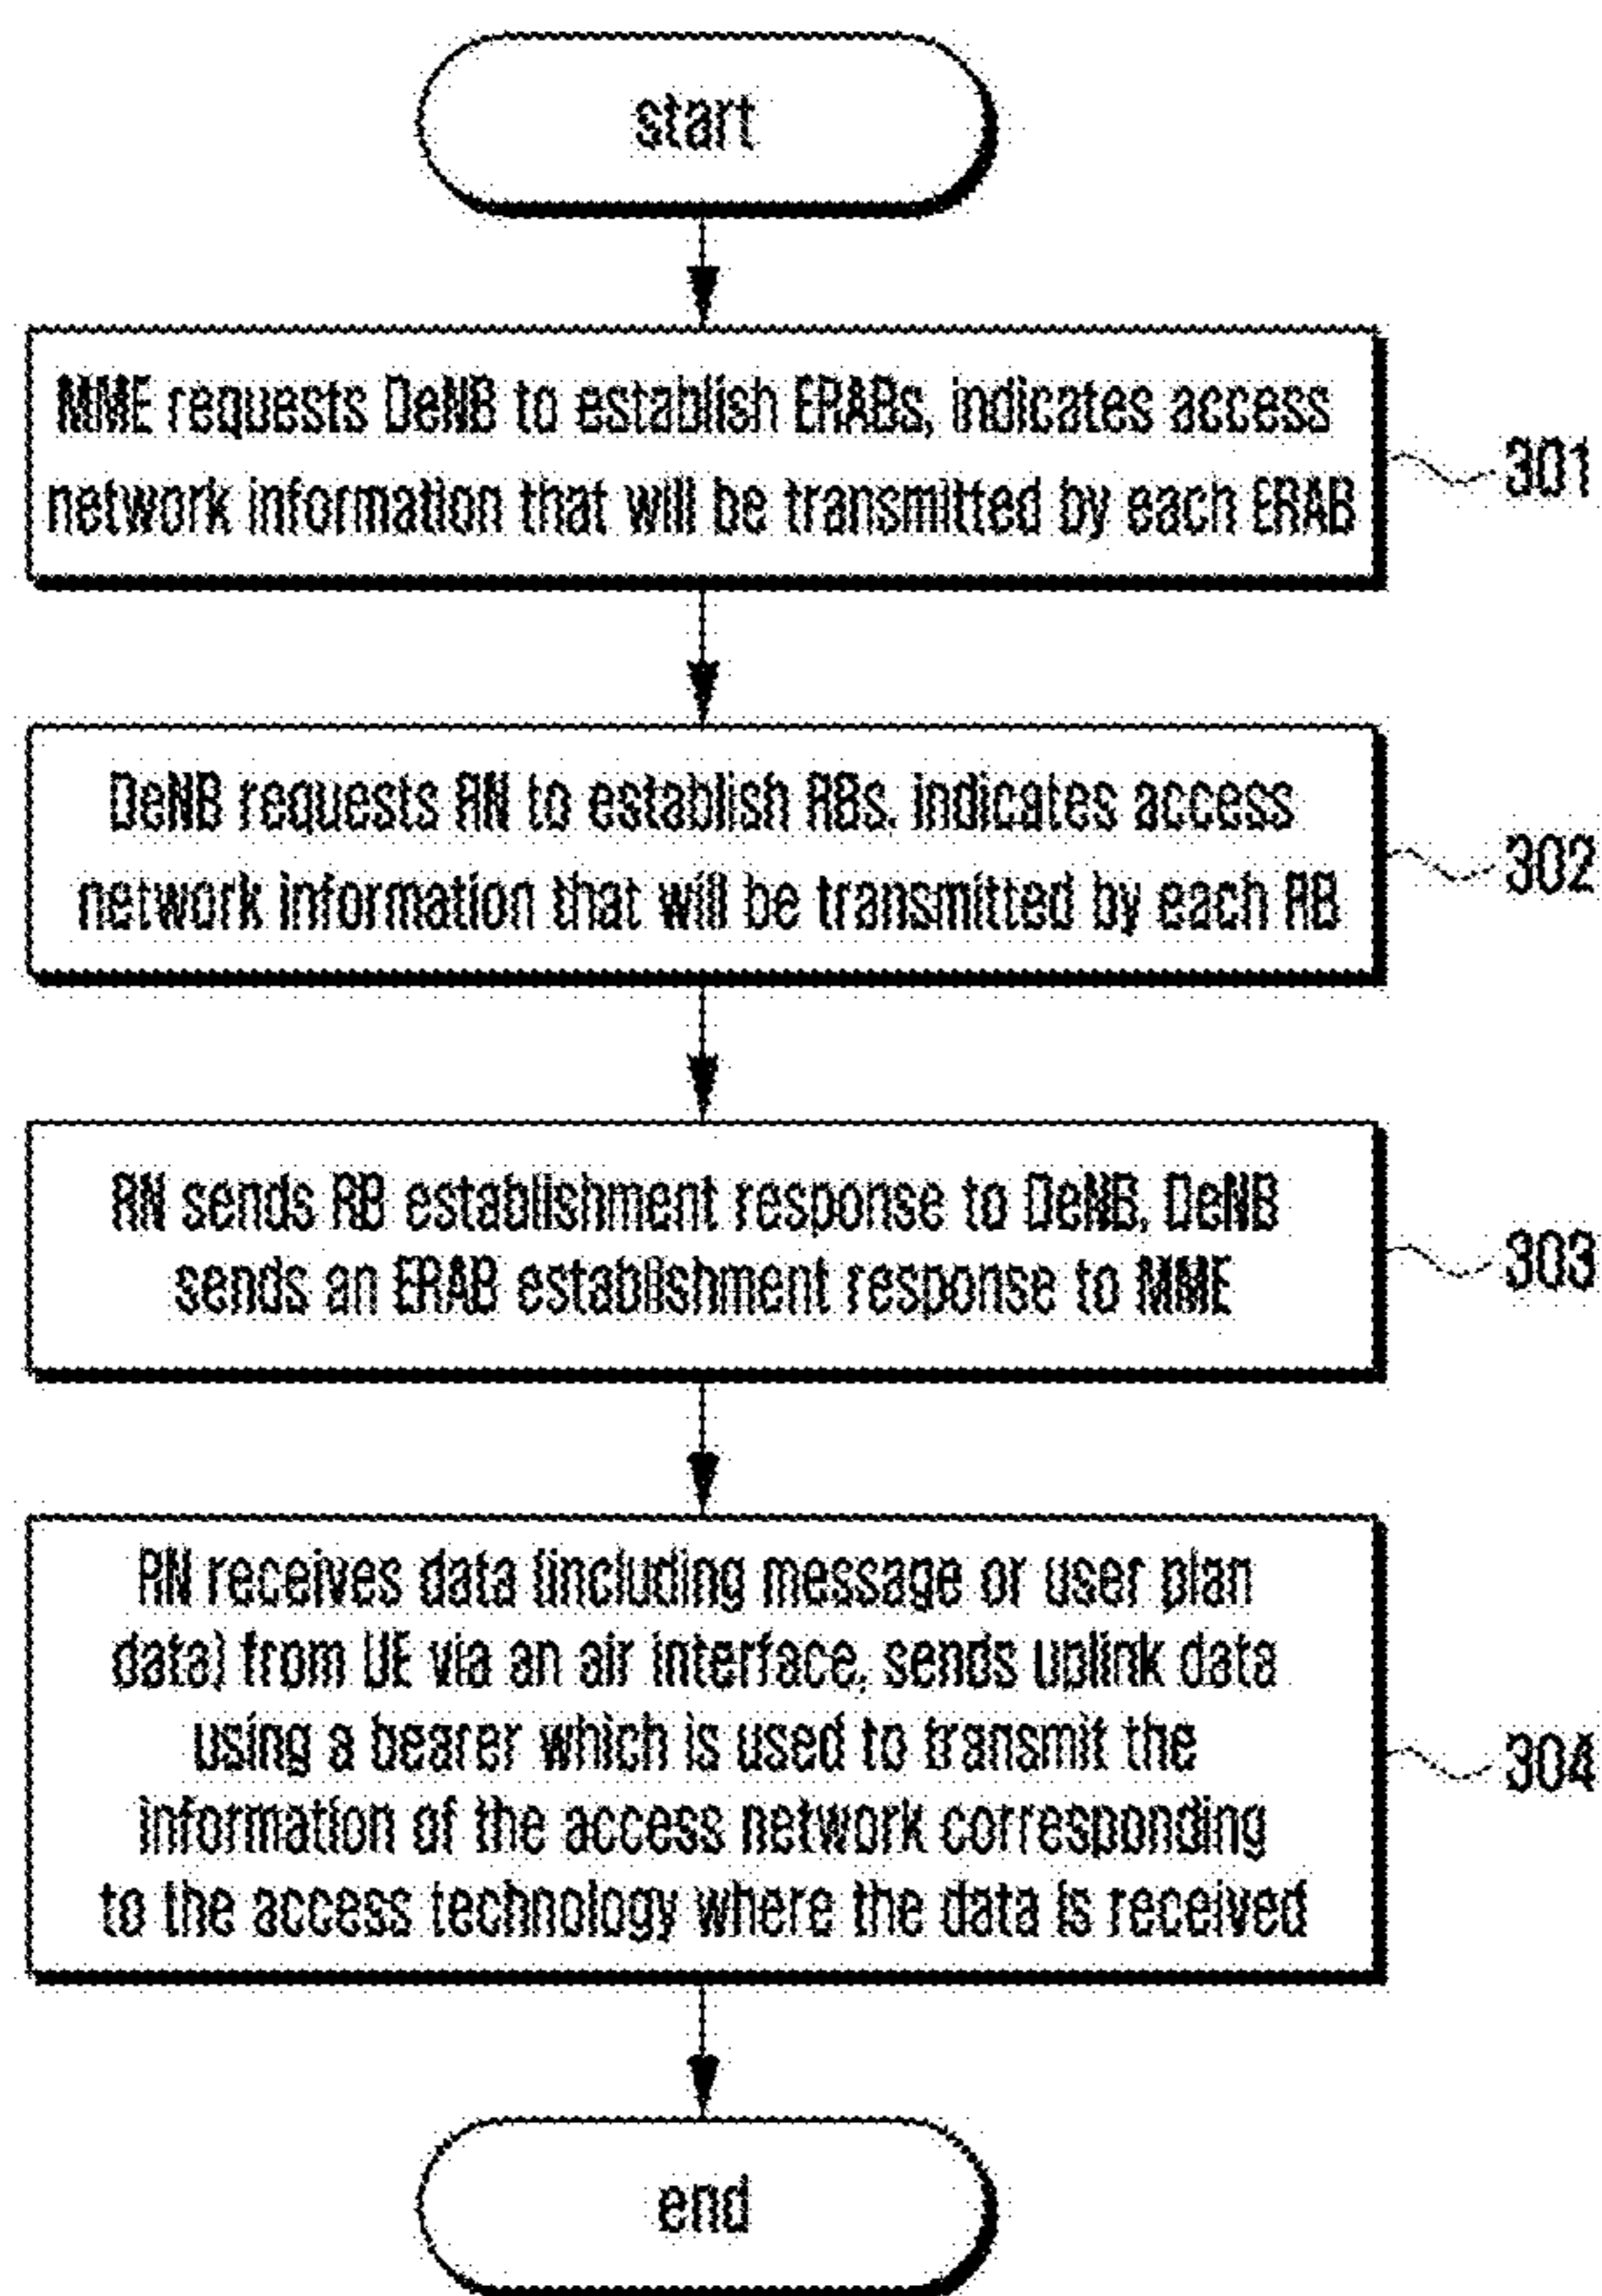 start
MME requests DeNB to establish ERABs, indicates access
network information that will be transmitted by each ERAB
301
DeNB requests RN to establish RBs. indicates access
network information that will be transmitted by each RB
302
RN sends RB establishment response to DeNB, DeNB
sends an ERAB establishment response to MME
303
RN receives data (including message or user plan
data) from UE via an air interface, sends uplink data
using a bearer which is used to transmit the
information of the access network corresponding
to the access technology where the data is received
304
end